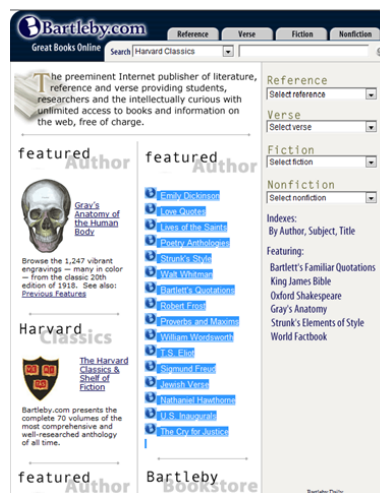 Bartleby.com
Great Books Online
Reference
Verse
Fiction
Nonfiction
Search
Harvard Classics
The preeminent Internet publisher of literature,
reference and verse providing students,
researchers and the intellectually curious with
unlimited access to books and information on
the web, free of charge.
featured
Author
Gray's
Anatomy of
the Human
Body
Browse the 1,247 vibrant
engravings — many in color
— from the classic 20th
edition of 1918. See also:
Previous Features
Harvard
Classics
The Harvard
Classics &
Shelf of
Fiction
Bartleby.com presents the
complete 70 volumes of the
most comprehensive and
well-researched anthology
of all time.
featured
Author
featured
Author
Emily Dickinson
Love Quotes
Lives of the Saints
Poetry Anthologies
Strunk's Style
Walt Whitman
Bartlett's Quotations
Robert Frost
Proverbs and Maxims
William Wordsworth
T.S. Eliot
Sigmund Freud
Jewish Verse
Nathaniel Hawthorne
U.S. Inaugurals
The Cry for Justice
Bartleby
Bookstore
Reference
Select reference
Verse
Select verse
Fiction
Select fiction
Nonfiction
Select nonfiction
Indexes:
By Author, Subject, Title
Featuring:
Bartlett's Familiar Quotations
King James Bible
Oxford Shakespeare
Gray's Anatomy
Strunk's Elements of Style
World Factbook